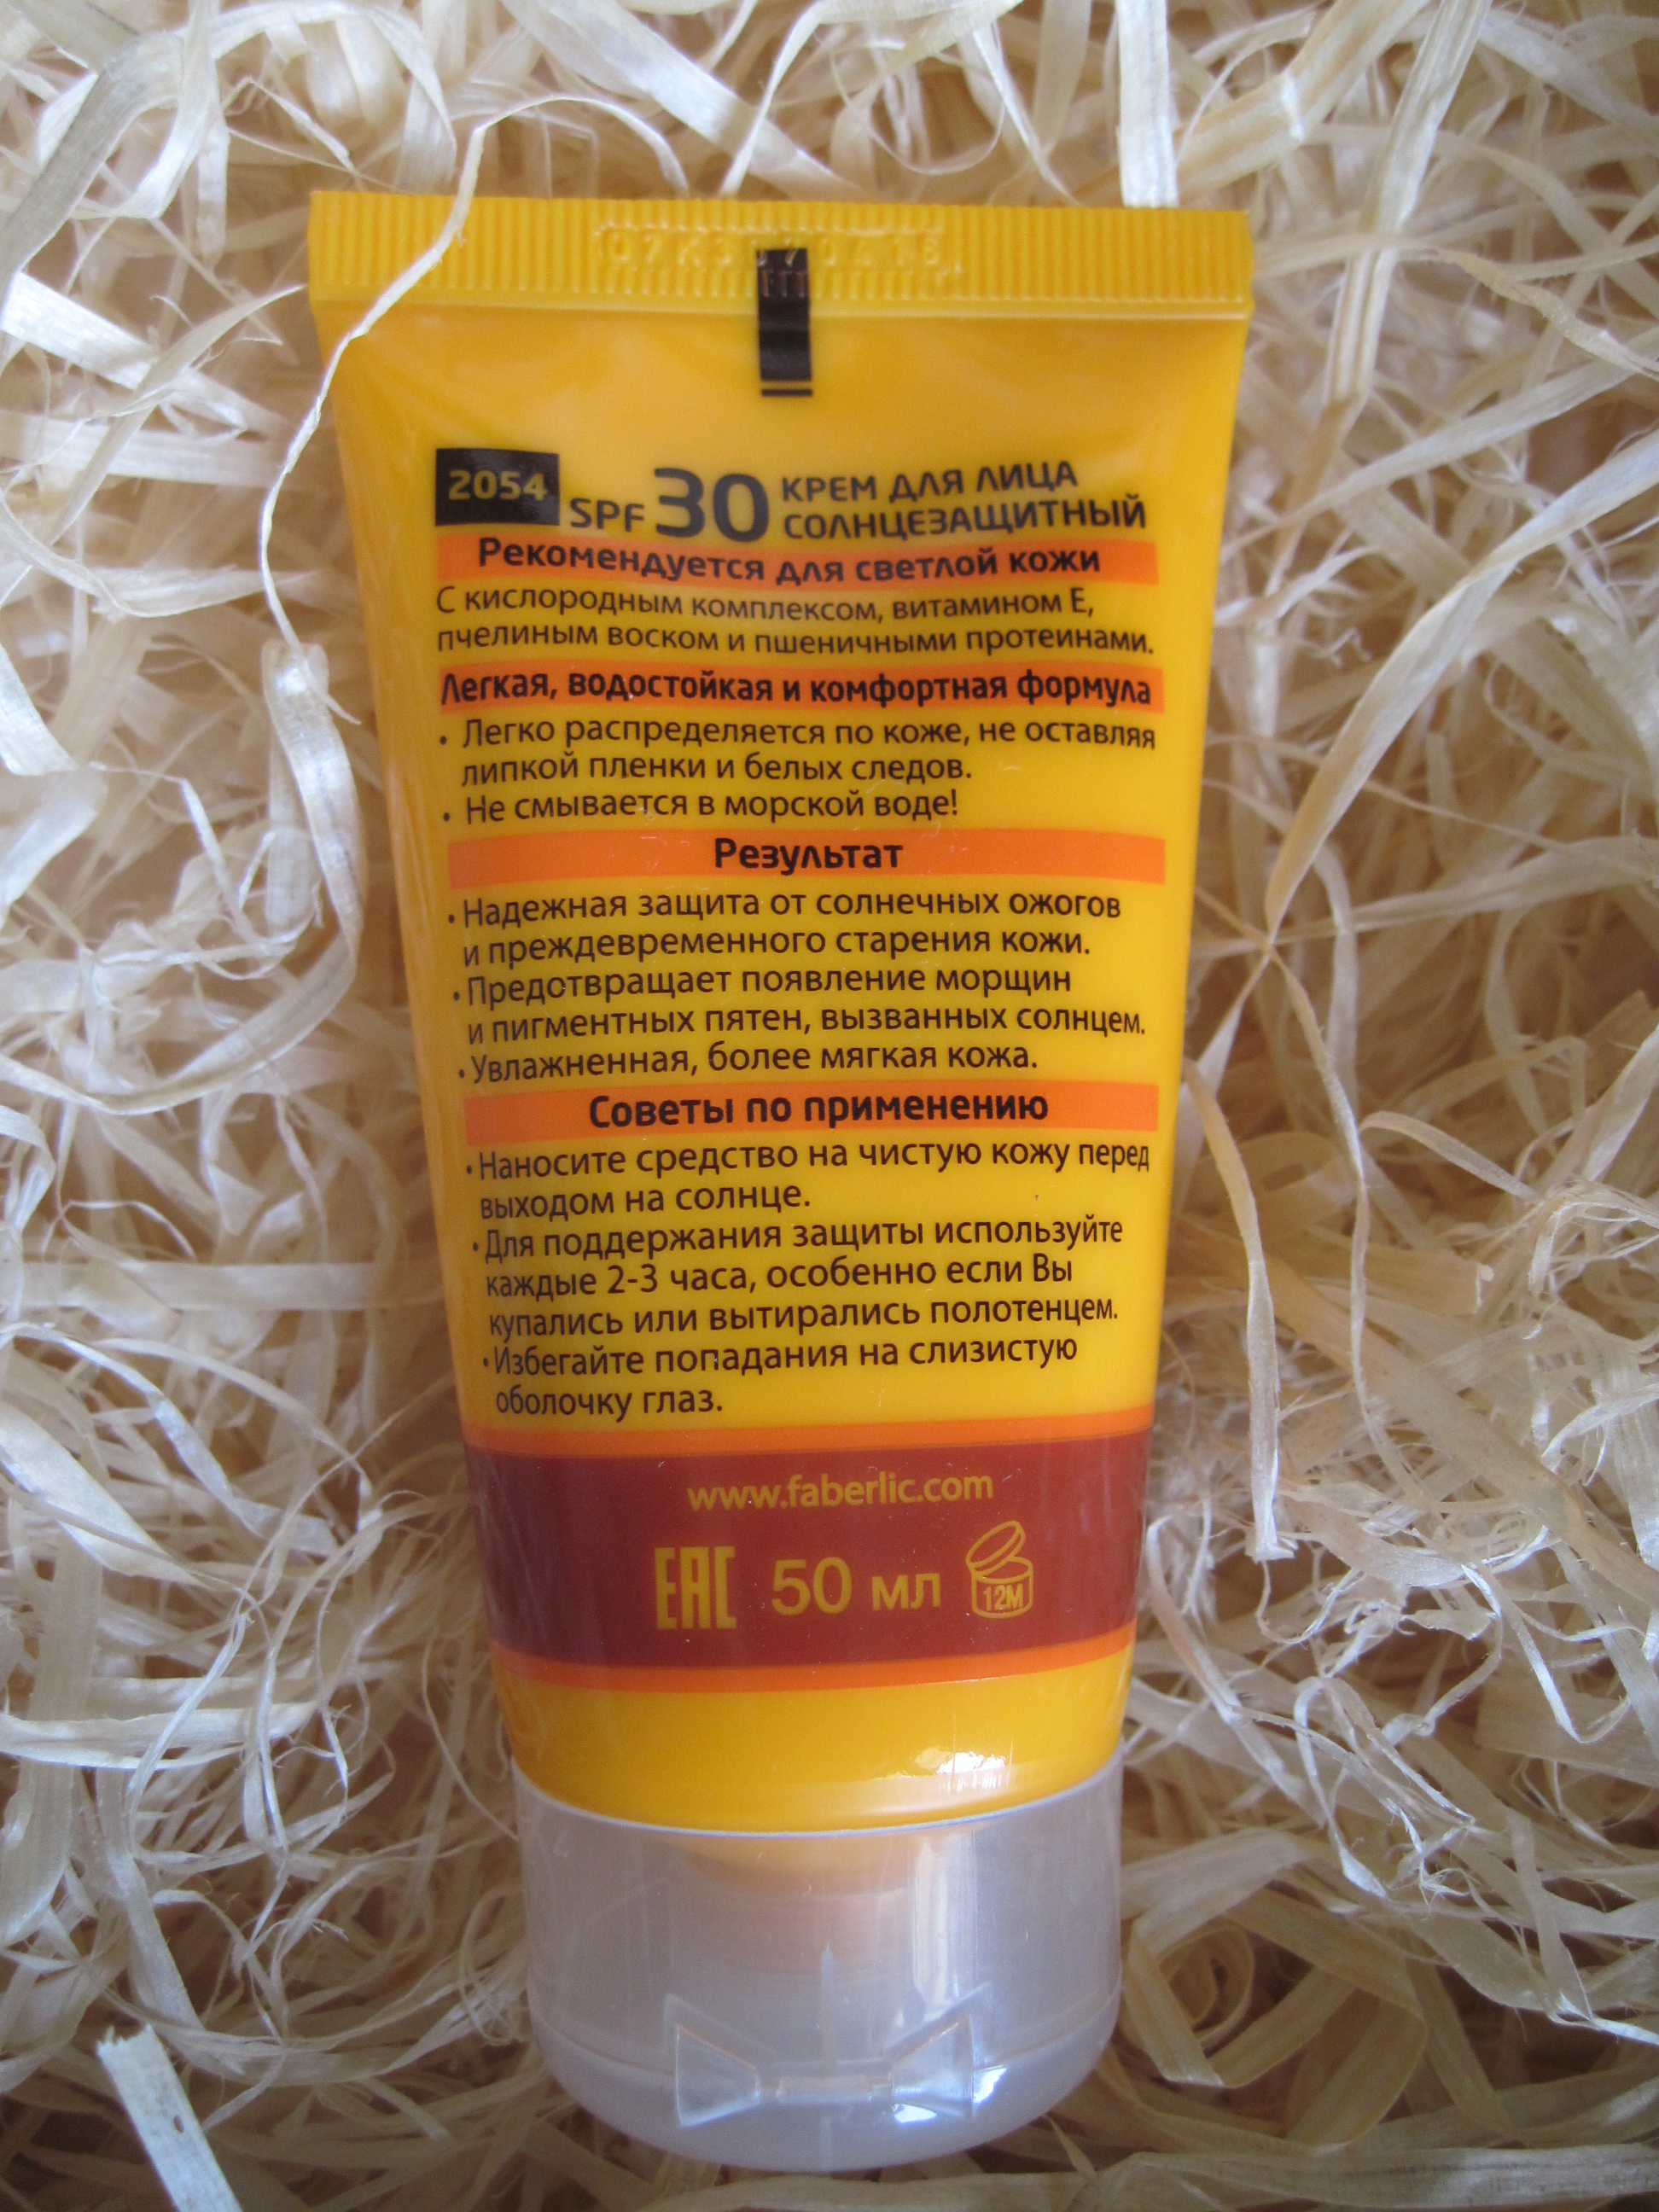 2054
SPF 30 КРЕМ ДЛЯ ЛИЦА
СОЛНЦЕЗАЩИТНЫЙ
Рекомендуется для светлой кожи
С кислородным комплексом, витамином Е,
пчелиным воском и пшеничными протеинами.
Легкая, водостойкая и комфортная формула
• Легко распределяется по коже, не оставляя
липкой пленки и белых следов.
• Не смывается в морской воде!
Результат
• Надежная защита от солнечных ожогов
и преждевременного старения кожи.
• Предотвращает появление морщин
и пигментных пятен, вызванных солнцем.
• Увлажненная, более мягкая кожа.
Советы по применению
• Наносите средство на чистую кожу перед
выходом на солнце.
• Для поддержания защиты используйте
каждые 2-3 часа, особенно если Вы
купались или вытирались полотенцем.
• Избегайте попадания на слизистую
оболочку глаз.
www.faberlic.com
EAC 50 мл 12M